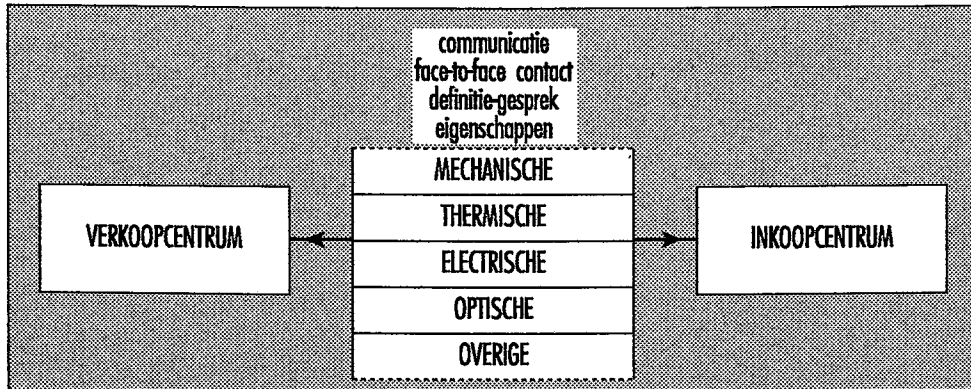 communicatie
face-to-face contact
definitie-gesprek
eigenschappen
MECHANISCHE
THERMISCHE
VERKOOPCENTRUM
INKOOPCENTRUM
ELECTRISCHE
OPTISCHE
OVERIGE